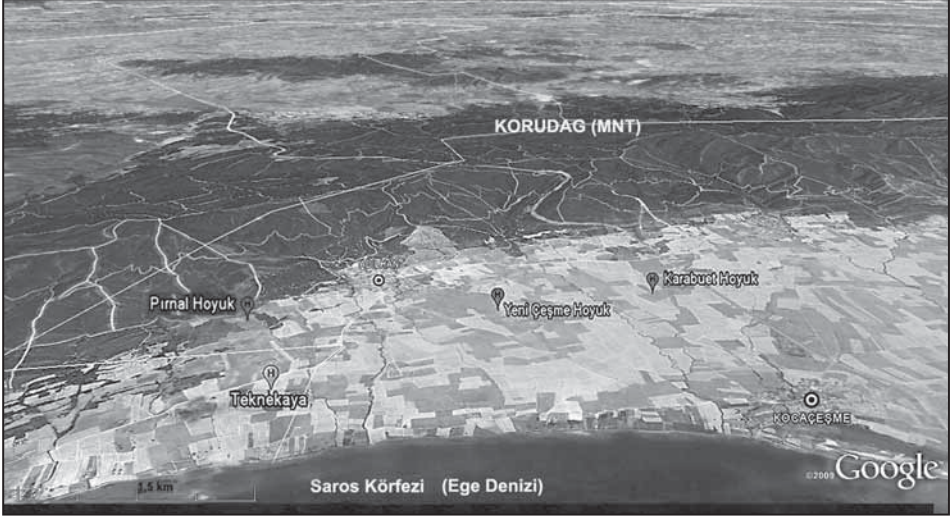 KORUDAG (MNT)
H
Pırnal Hoyuk
H
Yeni Çeşme Hoyuk
H
Karabuet Hoyuk
H
Teknekaya
KOCAÇEŞME
1,5 km
Saros Körfezi (Ege Denizi)
©2009 Google